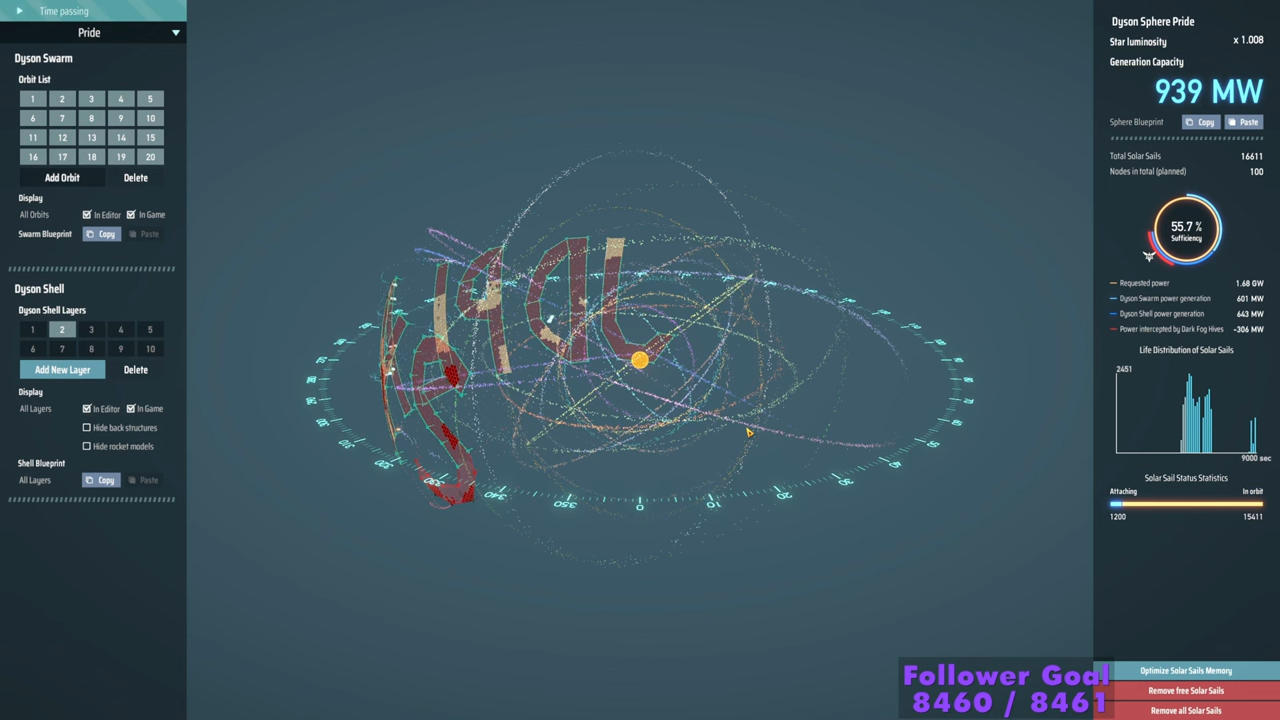 Time passing
Pride
Dyson Swarm
Orbit List
1 2 3 4 5
6 7 8 9 10
11 12 13 14 15
16 17 18 19 20
Add Orbit Delete
Display
All Orbits In Editor In Game
Swarm Blueprint Copy Paste
Dyson Shell
Dyson Shell Layers
1 2 3 4 5
6 7 8 9 10
Add New Layer Delete
Display
All Layers In Editor In Game
Hide back structures
Hide rocket models
Shell Blueprint
All Layers Copy Paste
340 350 0 10 20 30
Dyson Sphere Pride
Star luminosity x 1.008
Generation Capacity
939 MW
Sphere Blueprint Copy Paste
Total Solar Sails 16611
Nodes in total (planned) 100
55.7 %
Sufficiency
Requested power 1.68 GW
Dyson Swarm power generation 601 MW
Dyson Shell power generation 643 MW
Power intercepted by Dark Fog Hives -306 MW
Life Distribution of Solar Sails
2451
9000 sec
Solar Sail Status Statistics
Attaching In orbit
1200 15411
Optimize Solar Sails Memory
Remove free Solar Sails
Remove all Solar Sails
Follower Goal
8460 / 8461